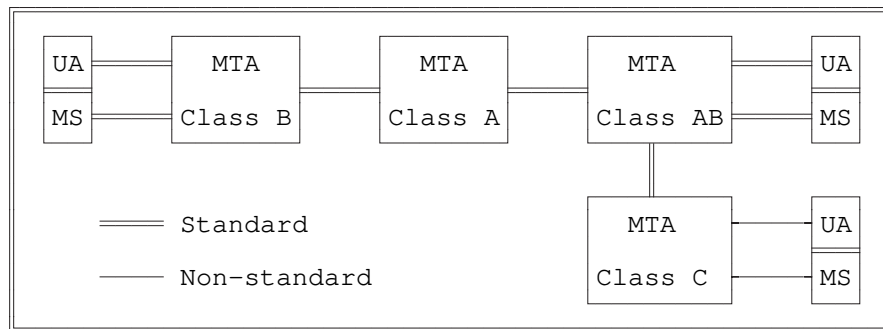 UA MTA MTA MTA UA
MS Class B Class A Class AB MS
Standard MTA UA
Non-standard Class C MS